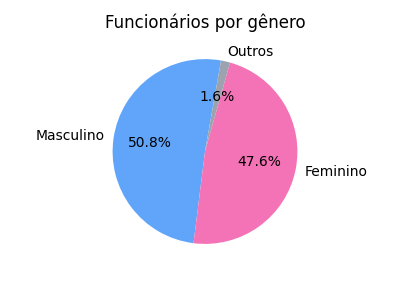 Funcionários por gênero
Outros
1.6%
Masculino
50.8%
47.6%
Feminino